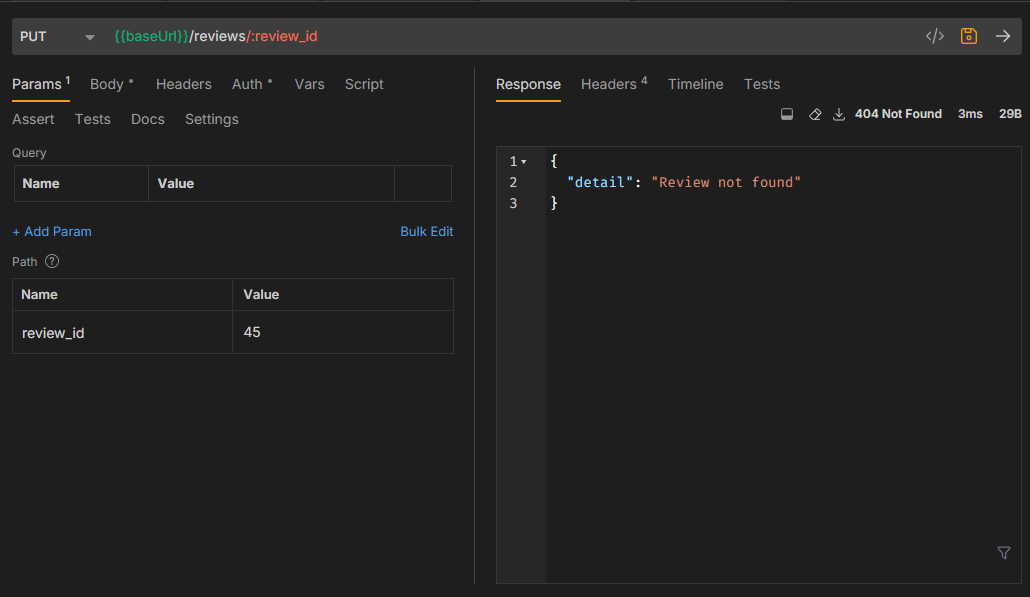 PUT {{baseUrl}}/reviews/:review_id </>
Params 1 Body Headers Auth Vars Script
Assert Tests Docs Settings
Query
Name Value
+ Add Param Bulk Edit
Path ?
Name Value
review_id 45
Response Headers 4 Timeline Tests
404 Not Found 3ms 29B
1 {
2 "detail": "Review not found"
3 }